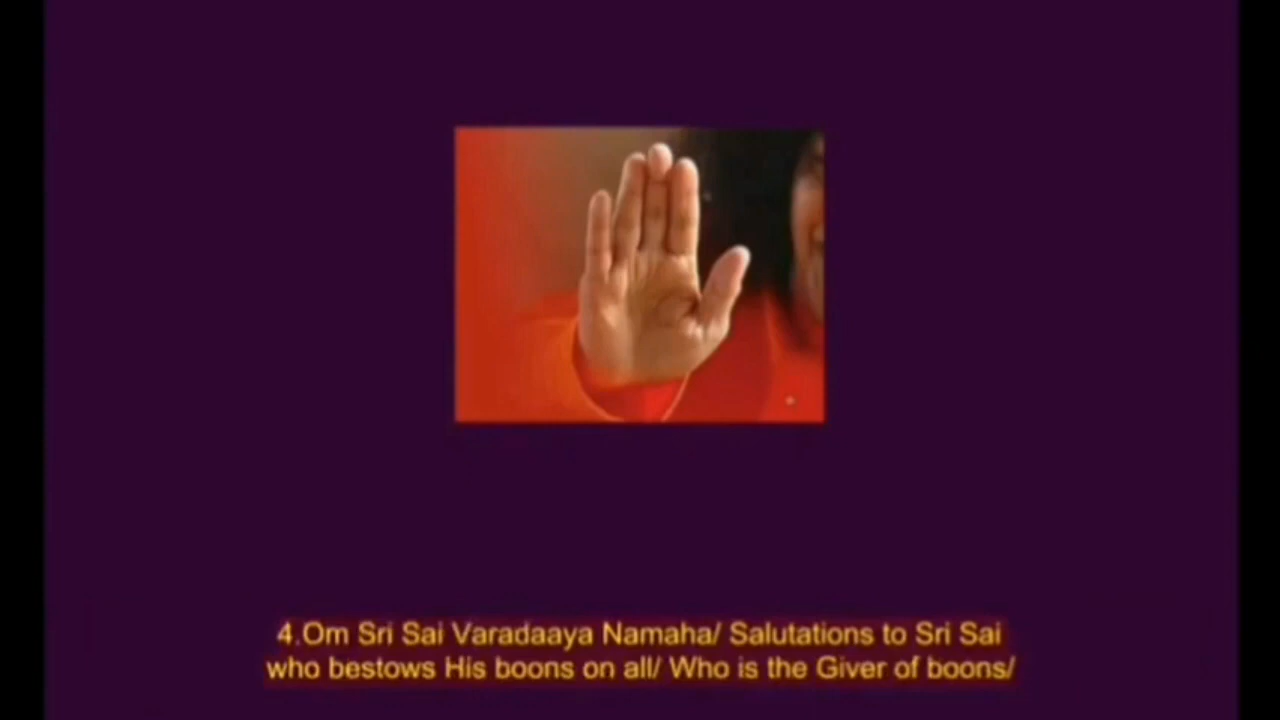 4.Om Sri Sai Varadaaya Namaha/ Salutations to Sri Sai
who bestows His boons on all/ Who is the Giver of boons/